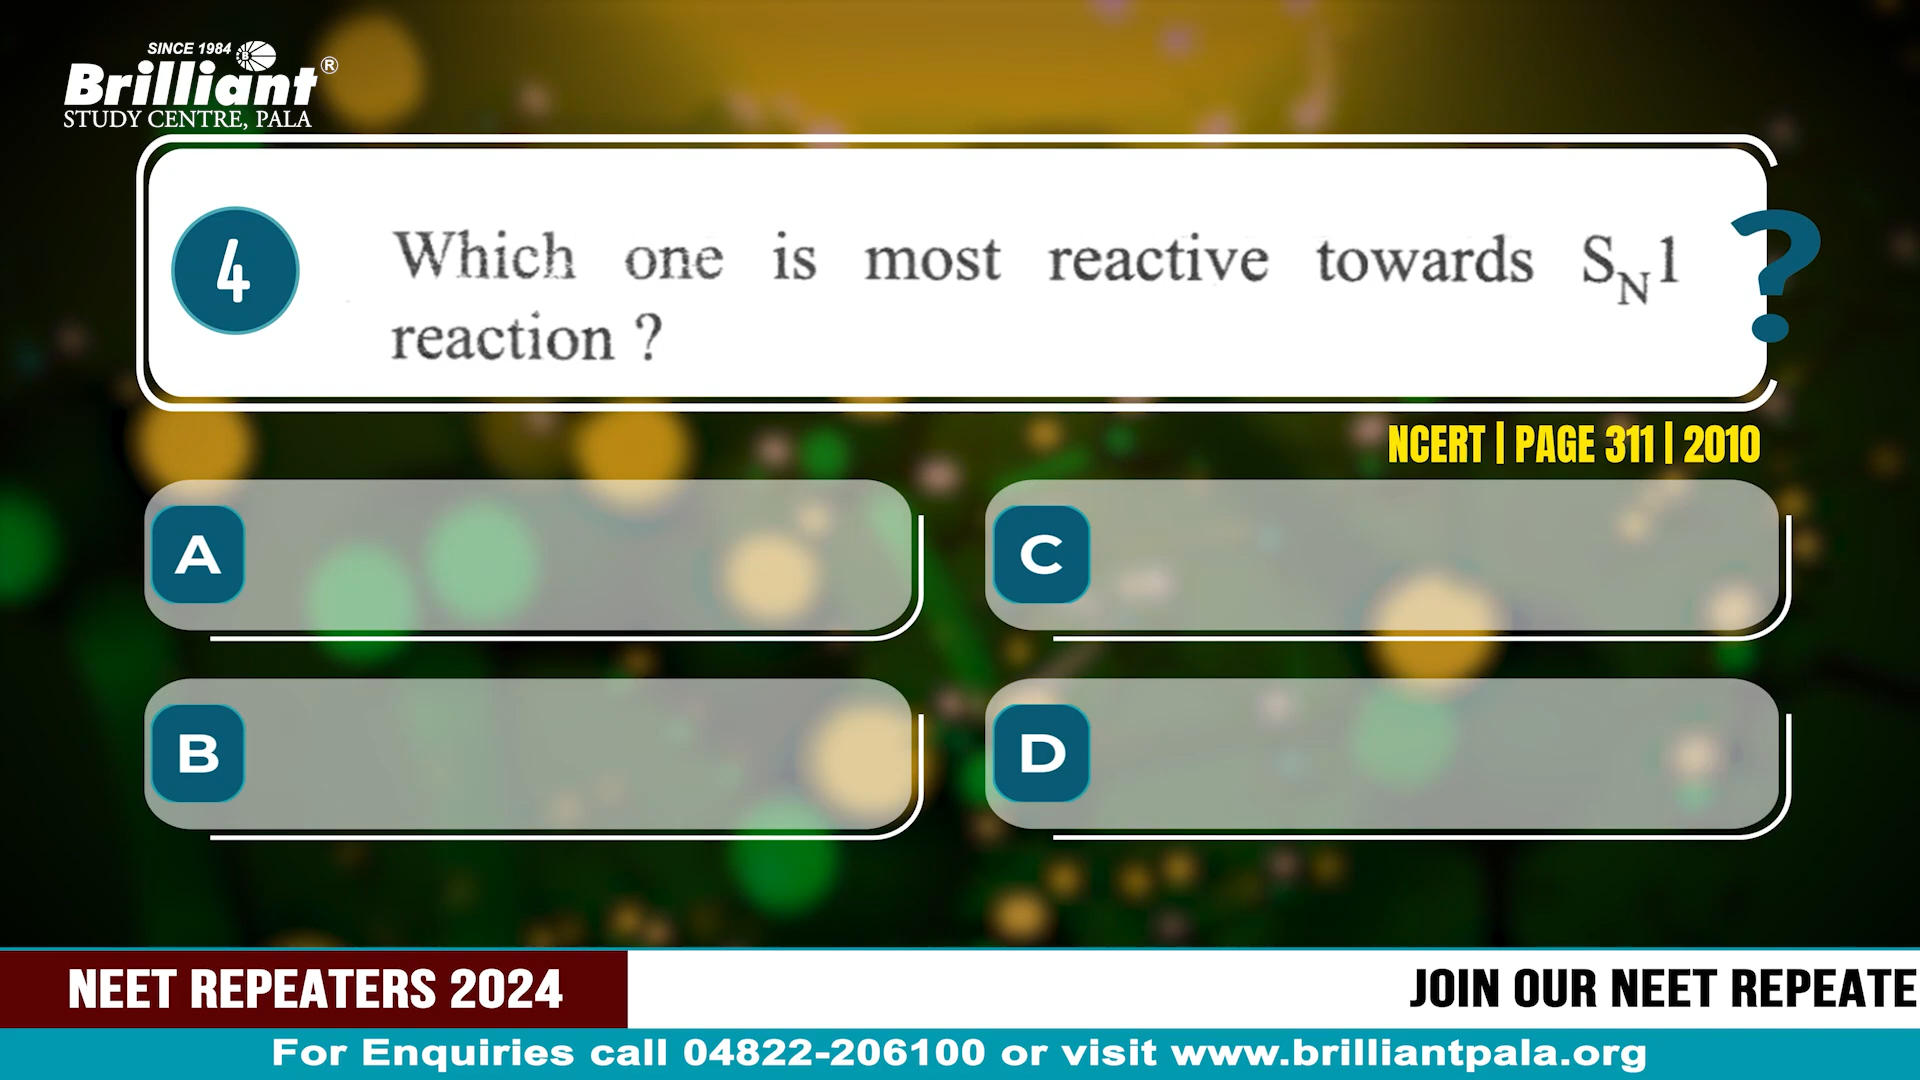 SINCE 1984
Brilliant®
STUDY CENTRE, PALA
4
Which one is most reactive towards S_N1
reaction ?
?
NCERT | PAGE 311 | 2010
A
C
B
D
NEET REPEATERS 2024
JOIN OUR NEET REPEATE
For Enquiries call 04822-206100 or visit www.brilliantpala.org